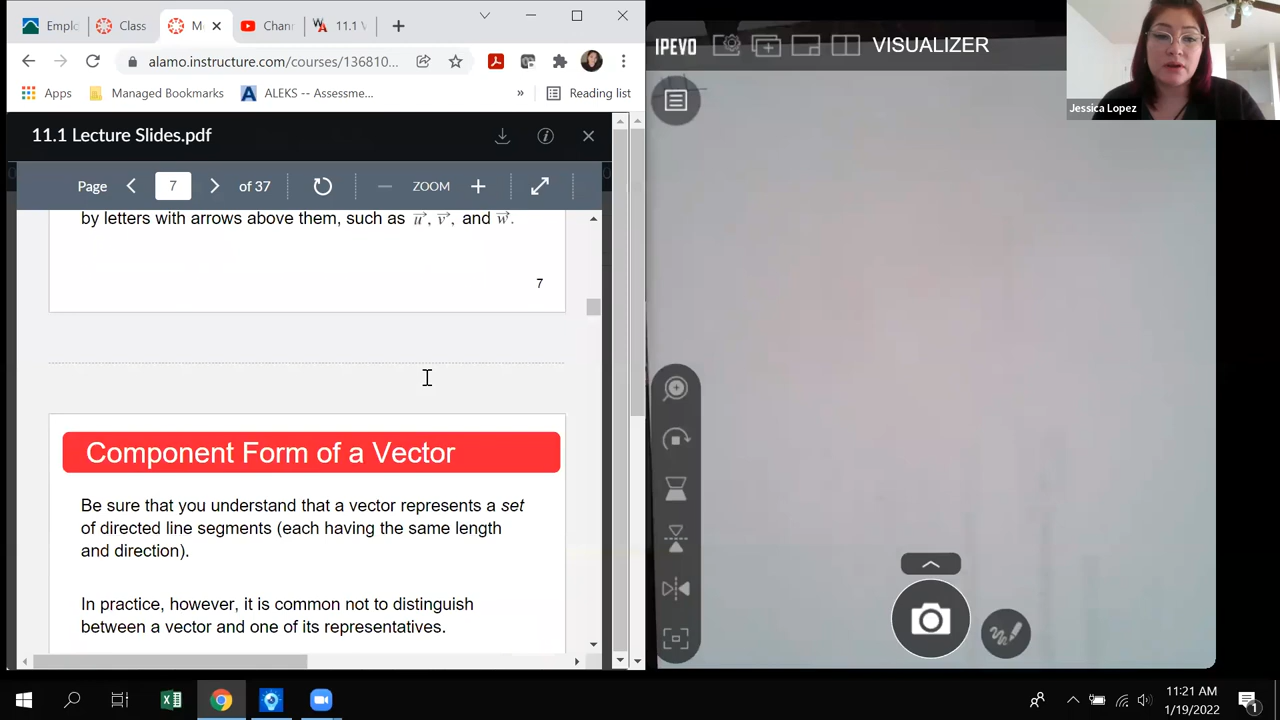 Emplo
Class
Mo
Chann
11.1 V
alamo.instructure.com/courses/136810...
Apps
Managed Bookmarks
ALEKS -- Assessme...
»
Reading list
11.1 Lecture Slides.pdf
Page
7
of 37
ZOOM
by letters with arrows above them, such as u⃗, v⃗, and w⃗.
7
Component Form of a Vector
Be sure that you understand that a vector represents a set
of directed line segments (each having the same length
and direction).
In practice, however, it is common not to distinguish
between a vector and one of its representatives.
IPEVO
VISUALIZER
Jessica Lopez
11:21 AM
1/19/2022
1